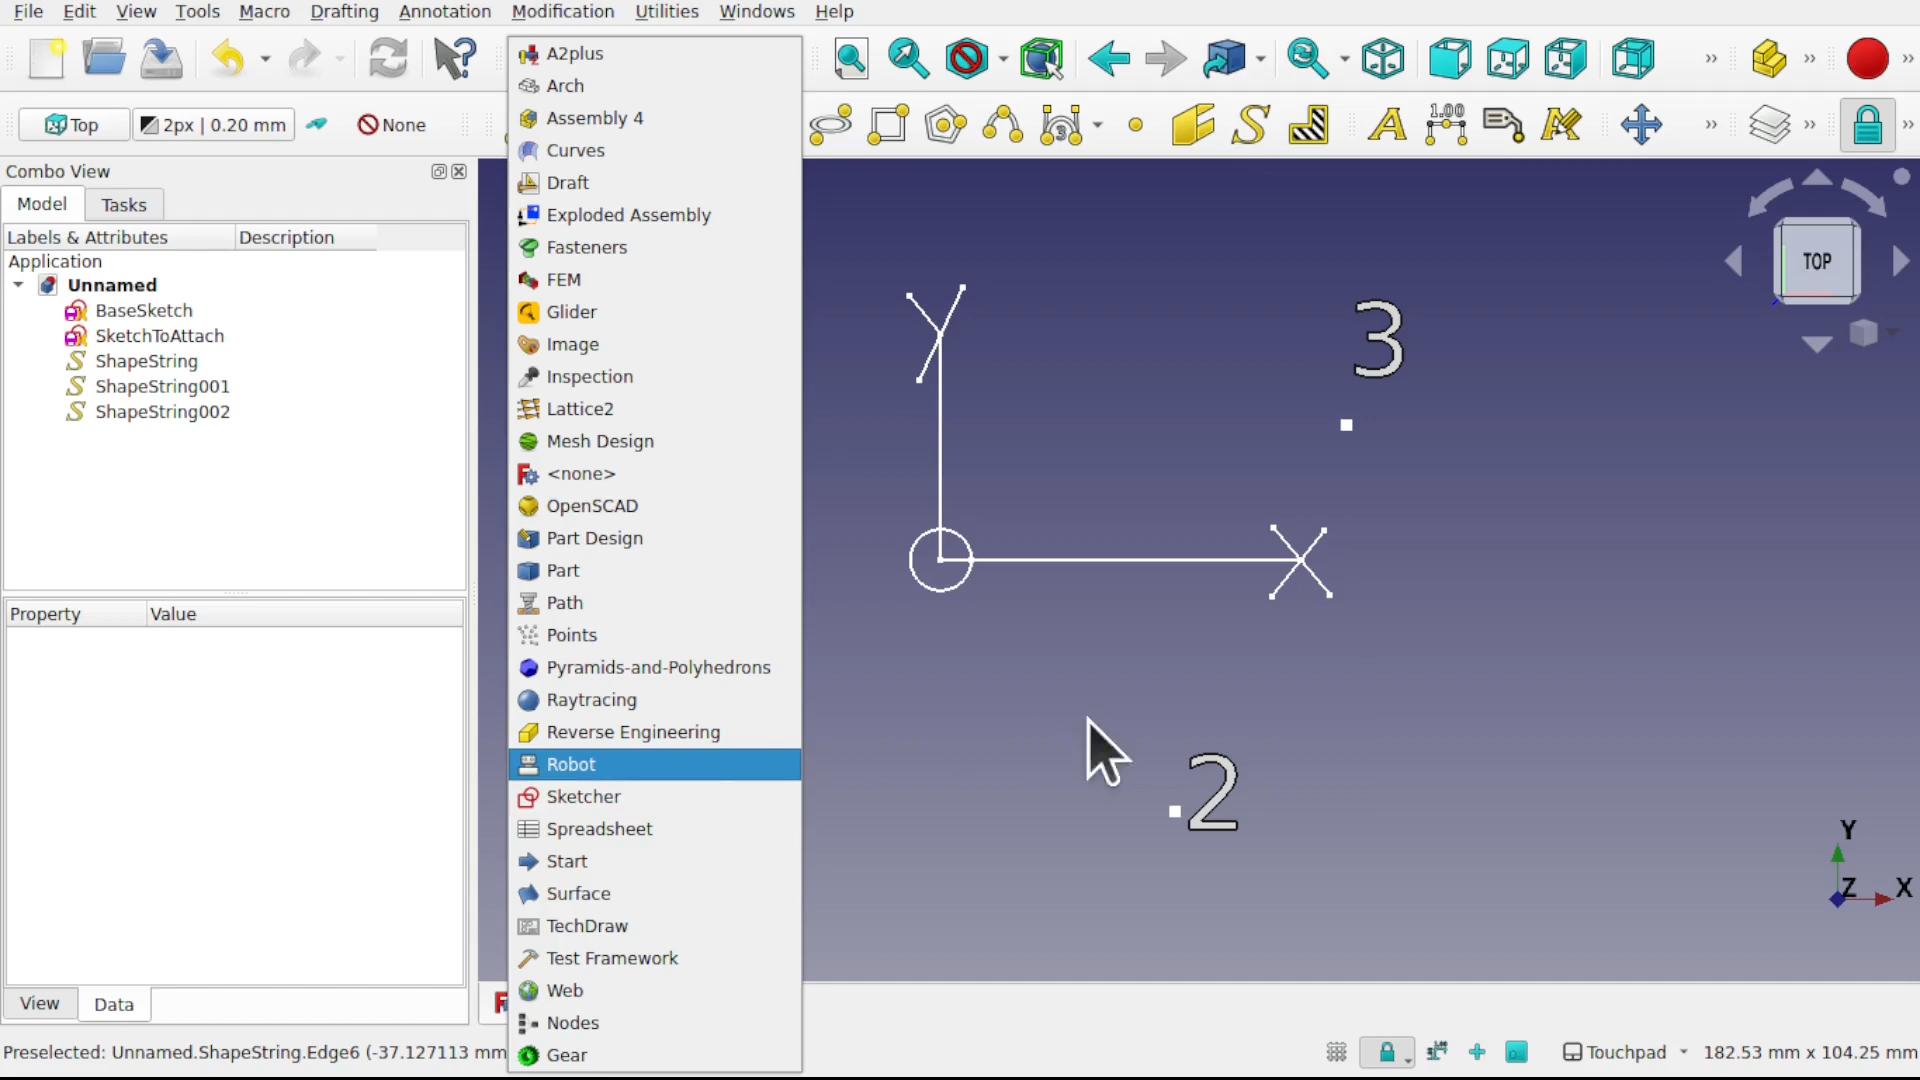 File Edit View Tools Macro Drafting Annotation Modification Utilities Windows Help
Top 2px | 0.20 mm None 3 1.00
Combo View
Model Tasks
Labels & Attributes Description
Application
Unnamed
BaseSketch
SketchToAttach
ShapeString
ShapeString001
ShapeString002
Property Value
View Data
A2plus
Arch
Assembly 4
Curves
Draft
Exploded Assembly
Fasteners
FEM
Glider
Image
Inspection
Lattice2
Mesh Design
<none>
OpenSCAD
Part Design
Part
Path
Points
Pyramids-and-Polyhedrons
Raytracing
Reverse Engineering
Robot
Sketcher
Spreadsheet
Start
Surface
TechDraw
Test Framework
Web
Nodes
Gear
TOP
3
2
Y
Z X
Preselected: Unnamed.ShapeString.Edge6 (-37.127113 mm
Touchpad 182.53 mm x 104.25 mm